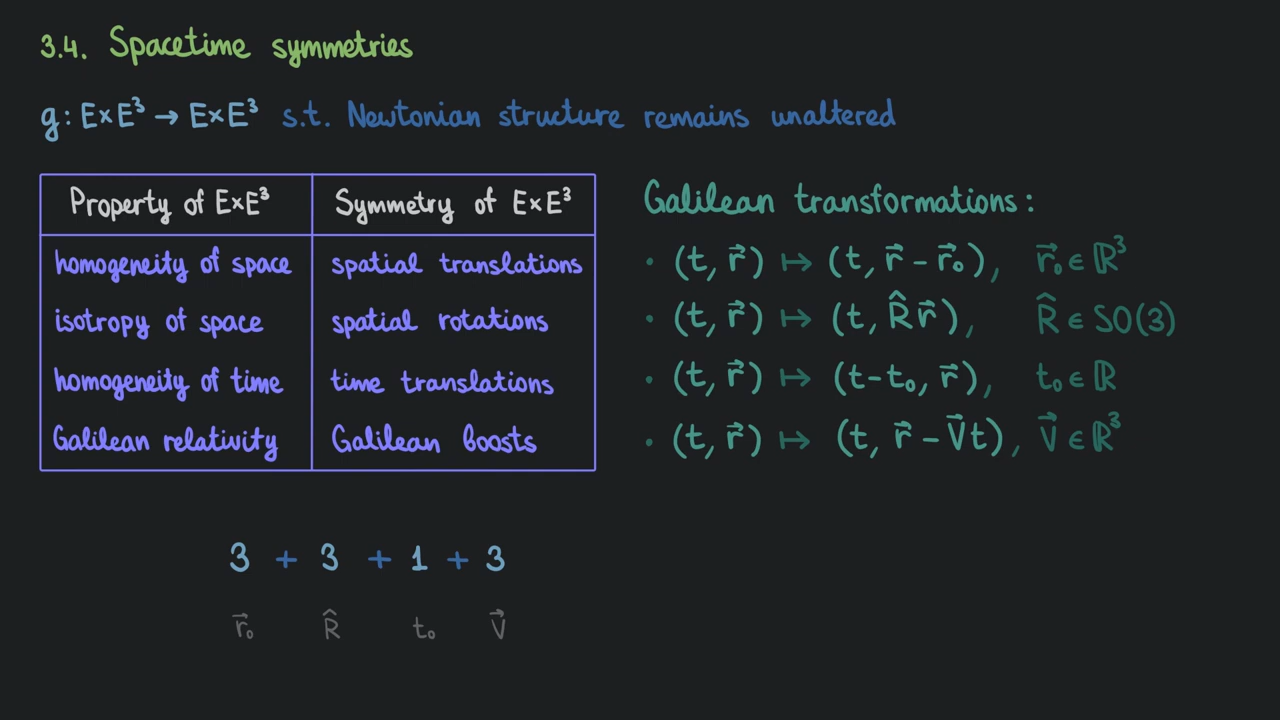 3.4. Spacetime symmetries
g: E×E³ → E×E³ s.t. Newtonian structure remains unaltered
Property of E×E³ Symmetry of E×E³
homogeneity of space spatial translations
isotropy of space spatial rotations
homogeneity of time time translations
Galilean relativity Galilean boosts
Galilean transformations:
• (t, r⃗) ↦ (t, r⃗ − r⃗₀), r⃗₀ ∈ ℝ³
• (t, r⃗) ↦ (t, R̂r⃗), R̂ ∈ SO(3)
• (t, r⃗) ↦ (t−t₀, r⃗), t₀ ∈ ℝ
• (t, r⃗) ↦ (t, r⃗ − V⃗t), V⃗ ∈ ℝ³
3 + 3 + 1 + 3
r⃗₀ R̂ t₀ V⃗